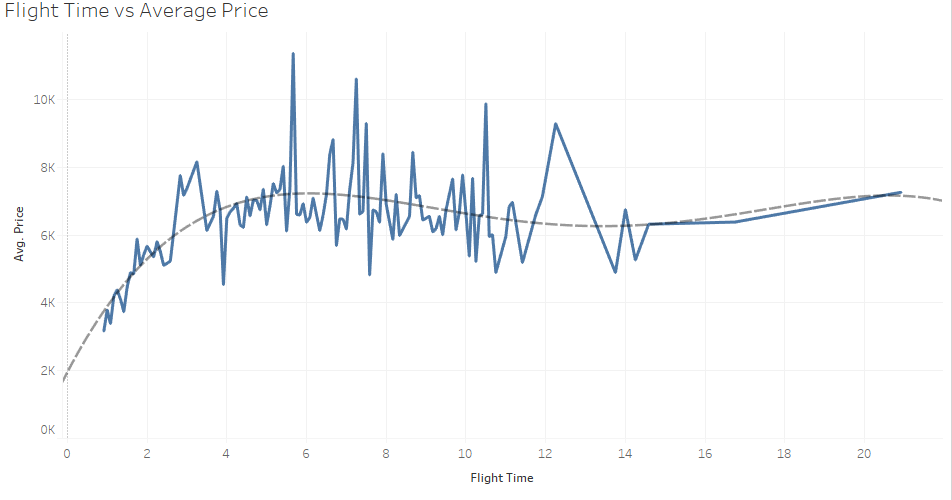 Flight Time vs Average Price
10K
8K
6K
4K
2K
0K
Avg. Price
0 2 4 6 8 10 12 14 16 18 20
Flight Time